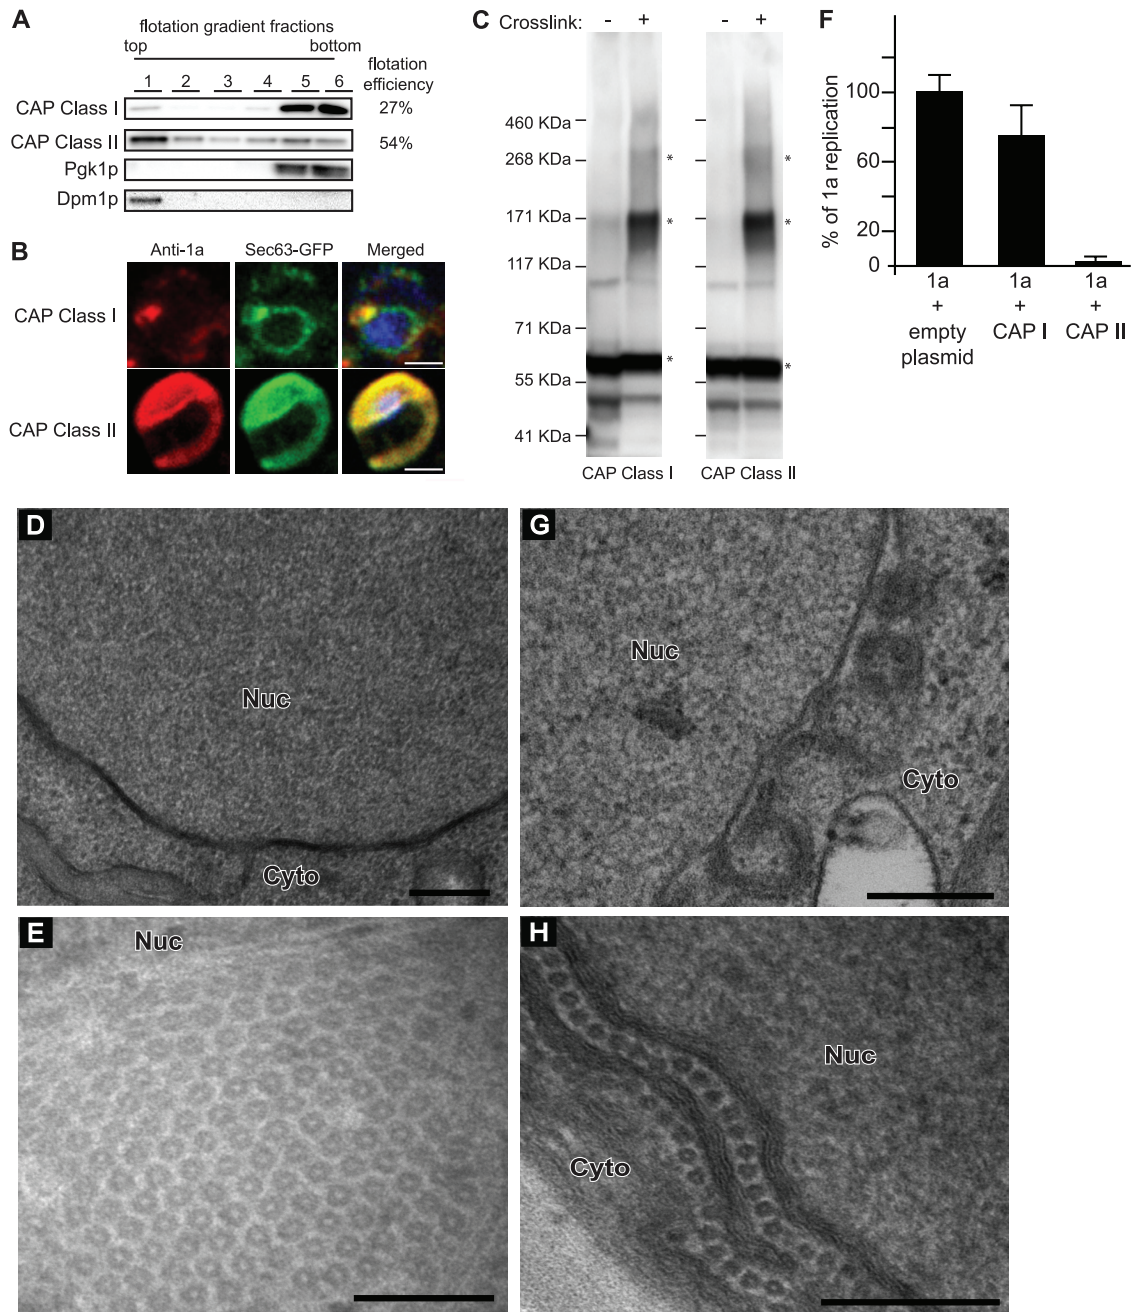 A
flotation gradient fractions
top bottom
flotation
efficiency
1 2 3 4 5 6
CAP Class I 27%
CAP Class II 54%
Pgk1p
Dpm1p
B
Anti-1a Sec63-GFP Merged
CAP Class I
CAP Class II
C Crosslink: - + - +
460 KDa
268 KDa
171 KDa
117 KDa
71 KDa
55 KDa
41 KDa
*
*
*
*
*
*
CAP Class I CAP Class II
F
% of 1a replication
100
60
20
0
1a 1a 1a
+ + +
empty CAP I CAP II
plasmid
D
Nuc
Cyto
G
Nuc
Cyto
E
Nuc
H
Nuc
Cyto